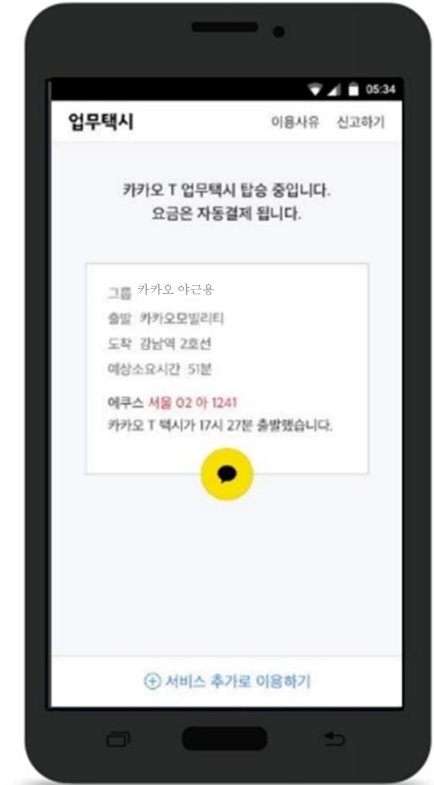 05:34
업무택시 이용사유 신고하기
카카오 T 업무택시 탑승 중입니다.
요금은 자동결제 됩니다.
그룹 카카오 야근용
출발 카카오모빌리티
도착 강남역 2호선
예상소요시간 51분
에쿠스 서울 02 아 1241
카카오 T 택시가 17시 27분 출발했습니다.
서비스 추가로 이용하기